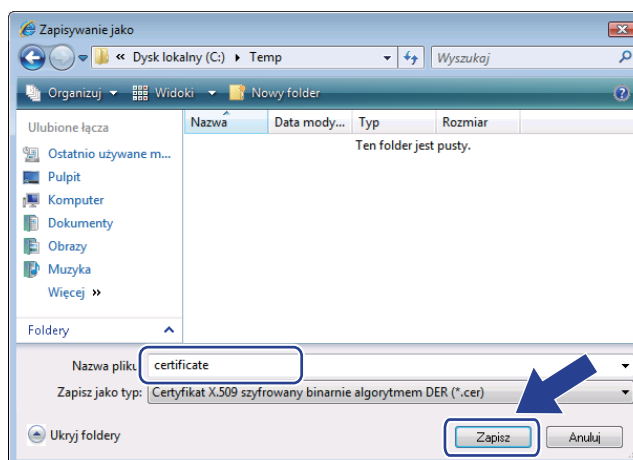 Zapisywanie jako
« Dysk lokalny (C:) Temp Wyszukaj
Organizuj Widoki Nowy folder
Ulubione łącza
Nazwa Data mody... Typ Rozmiar
Ten folder jest pusty.
Ostatnio używane m...
Pulpit
Komputer
Dokumenty
Obrazy
Muzyka
Więcej »
Foldery
Nazwa pliku certificate
Zapisz jako typ: Certyfikat X.509 szyfrowany binarnie algorytmem DER (*.cer)
Ukryj foldery Zapisz Anuluj